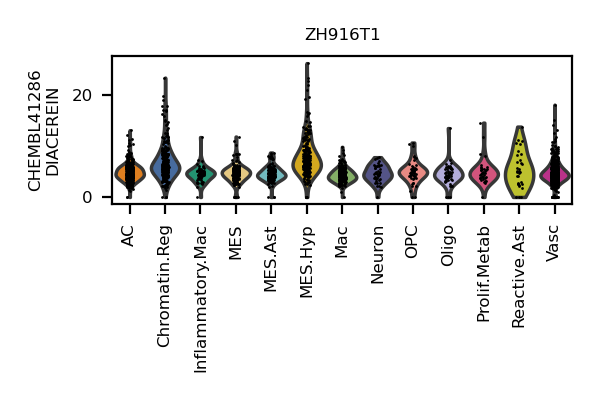 ZH916T1
CHEMBL41286
DIACEREIN
20
0
AC
Chromatin.Reg
Inflammatory.Mac
MES
MES.Ast
MES.Hyp
Mac
Neuron
OPC
Oligo
Prolif.Metab
Reactive.Ast
Vasc